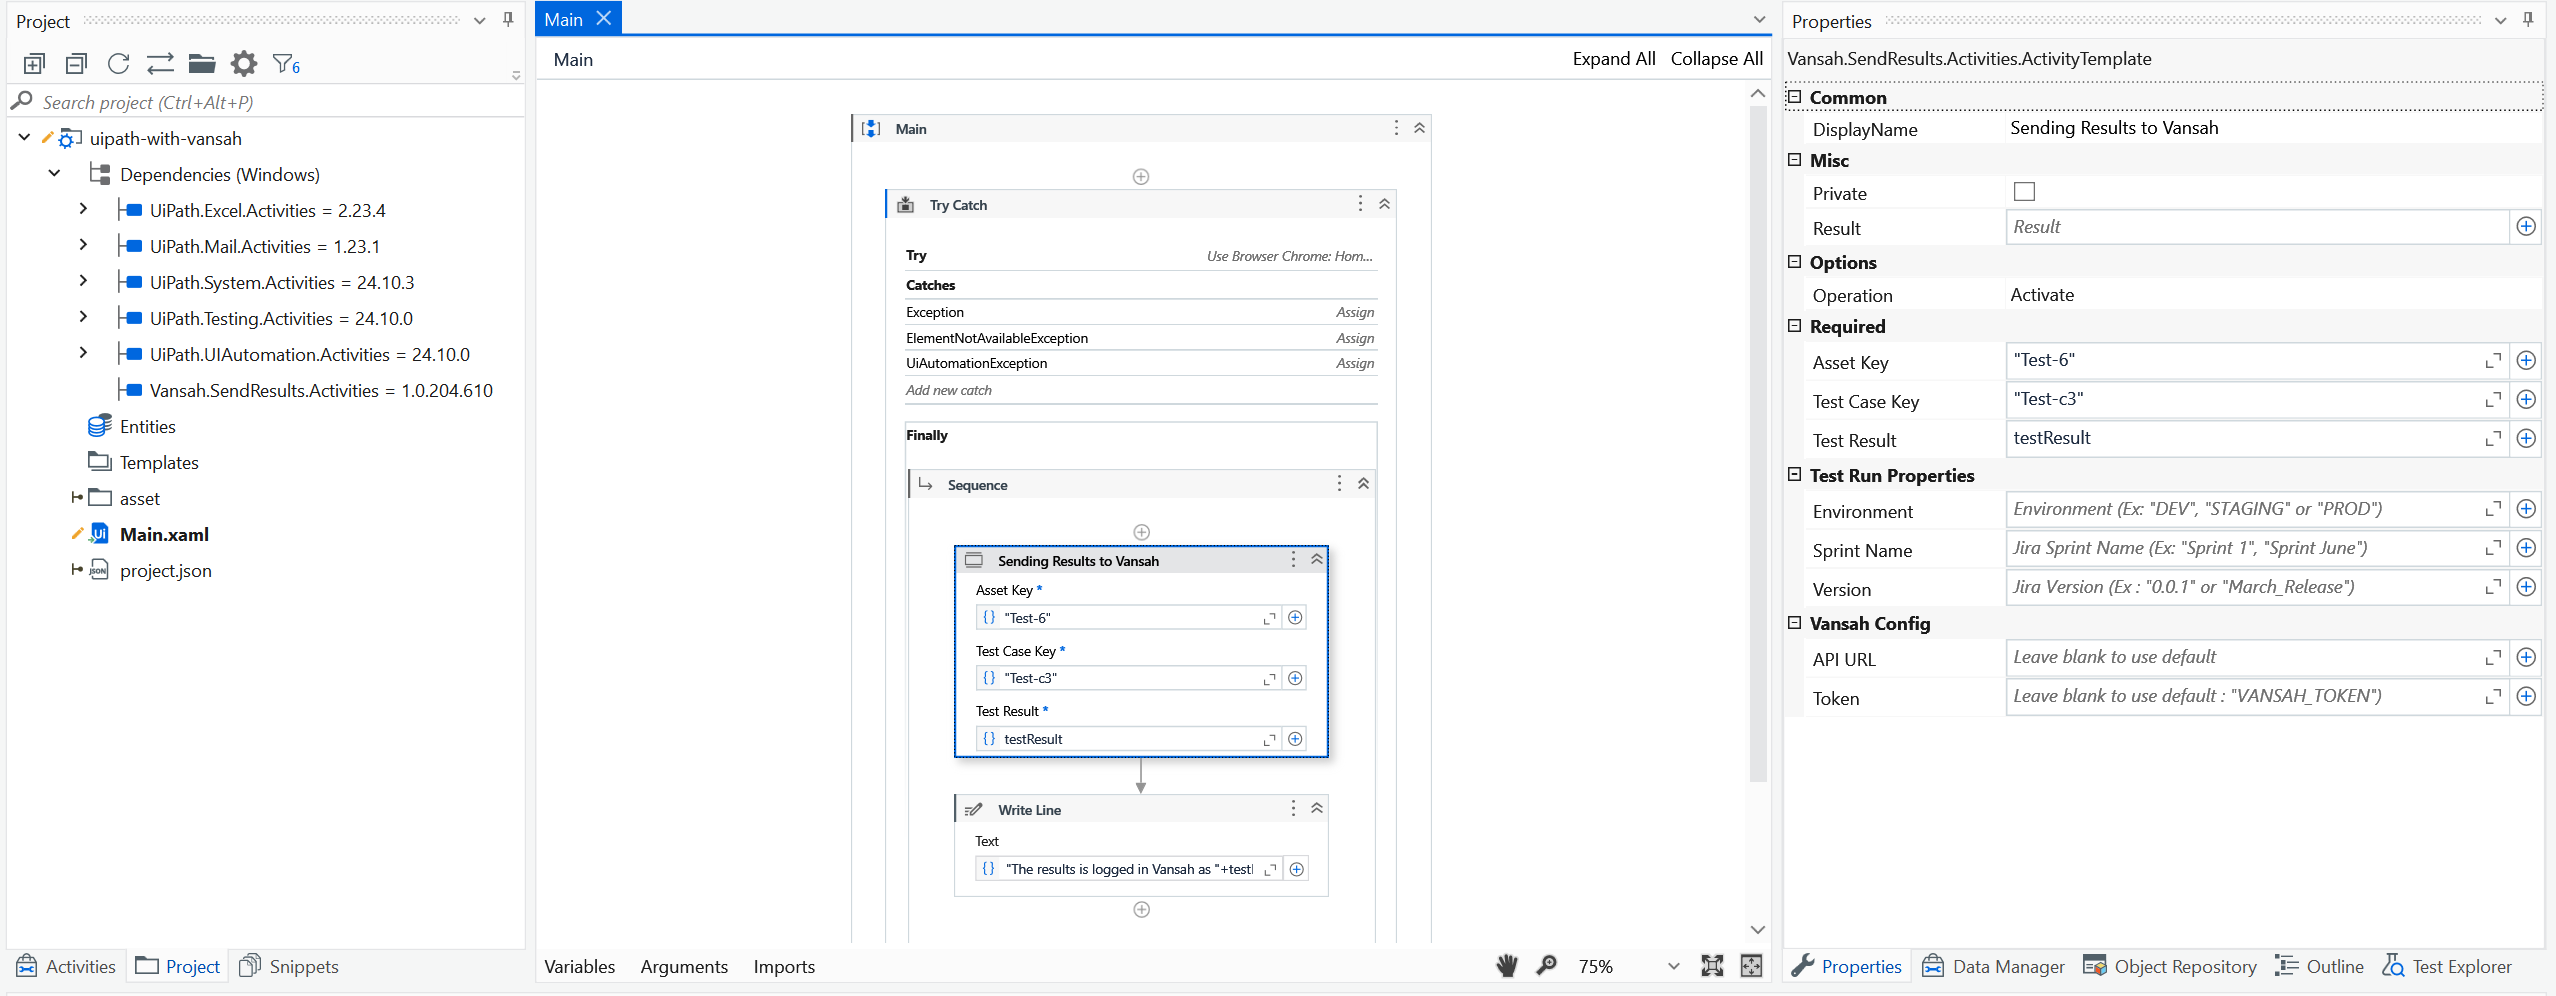 Project
6
Search project (Ctrl+Alt+P)
uipath-with-vansah
Dependencies (Windows)
UiPath.Excel.Activities = 2.23.4
UiPath.Mail.Activities = 1.23.1
UiPath.System.Activities = 24.10.3
UiPath.Testing.Activities = 24.10.0
UiPath.UIAutomation.Activities = 24.10.0
Vansah.SendResults.Activities = 1.0.204.610
Entities
Templates
asset
Ui
Main.xaml
JSON
project.json
Activities
Project
Snippets
Main
Main
Expand All
Collapse All
Main
Try Catch
Try
Use Browser Chrome: Hom...
Catches
Exception
Assign
ElementNotAvailableException
Assign
UiAutomationException
Assign
Add new catch
Finally
Sequence
Sending Results to Vansah
Asset Key *
{} "Test-6"
Test Case Key *
{} "Test-c3"
Test Result *
{} testResult
Write Line
Text
{} "The results is logged in Vansah as "+test
Variables
Arguments
Imports
75%
Properties
Vansah.SendResults.Activities.ActivityTemplate
Common
DisplayName
Sending Results to Vansah
Misc
Private
Result
Result
Options
Operation
Activate
Required
Asset Key
"Test-6"
Test Case Key
"Test-c3"
Test Result
testResult
Test Run Properties
Environment
Environment (Ex: "DEV", "STAGING" or "PROD")
Sprint Name
Jira Sprint Name (Ex: "Sprint 1", "Sprint June")
Version
Jira Version (Ex : "0.0.1" or "March_Release")
Vansah Config
API URL
Leave blank to use default
Token
Leave blank to use default : "VANSAH_TOKEN")
Properties
Data Manager
Object Repository
Outline
Test Explorer